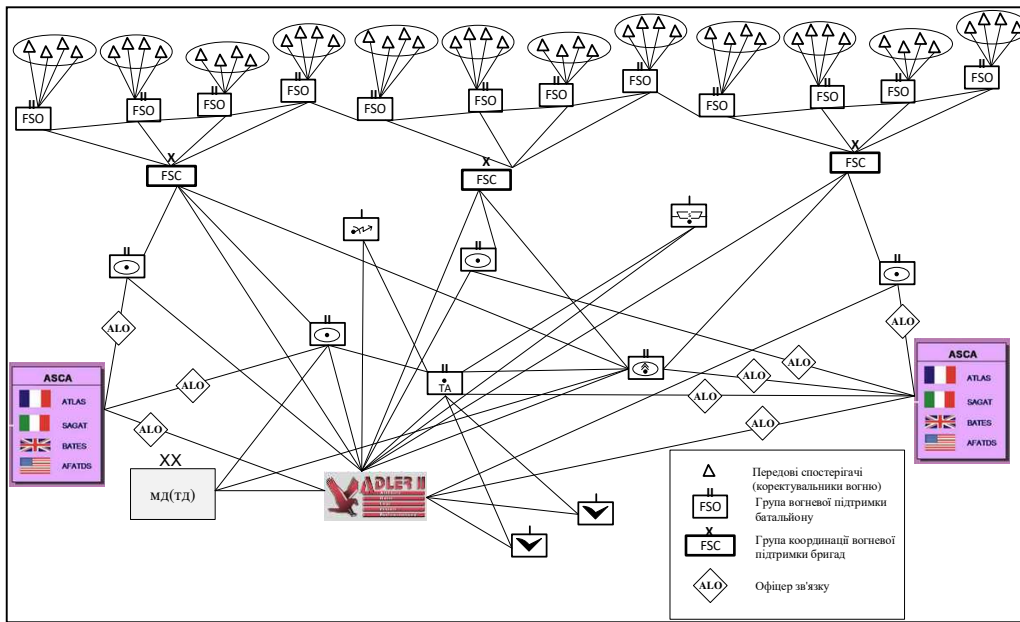 FSO
FSO
FSO
FSO
FSO
FSO
FSO
FSO
FSO
FSO
FSO
FSO
X
FSC
X
FSC
X
FSC
ALO
ALO
ALO
ALO
ALO
ALO
ALO
TA
ASCA
ATLAS
SAGAT
BATES
AFATDS
ASCA
ATLAS
SAGAT
BATES
AFATDS
XX
мд(тд)
ADLER II
Передові спостерігачі
(коректувальники вогню)
FSO
Група вогневої підтримки
батальйону
X
FSC
Група координації вогневої
підтримки бригад
ALO
Офіцер зв'язку